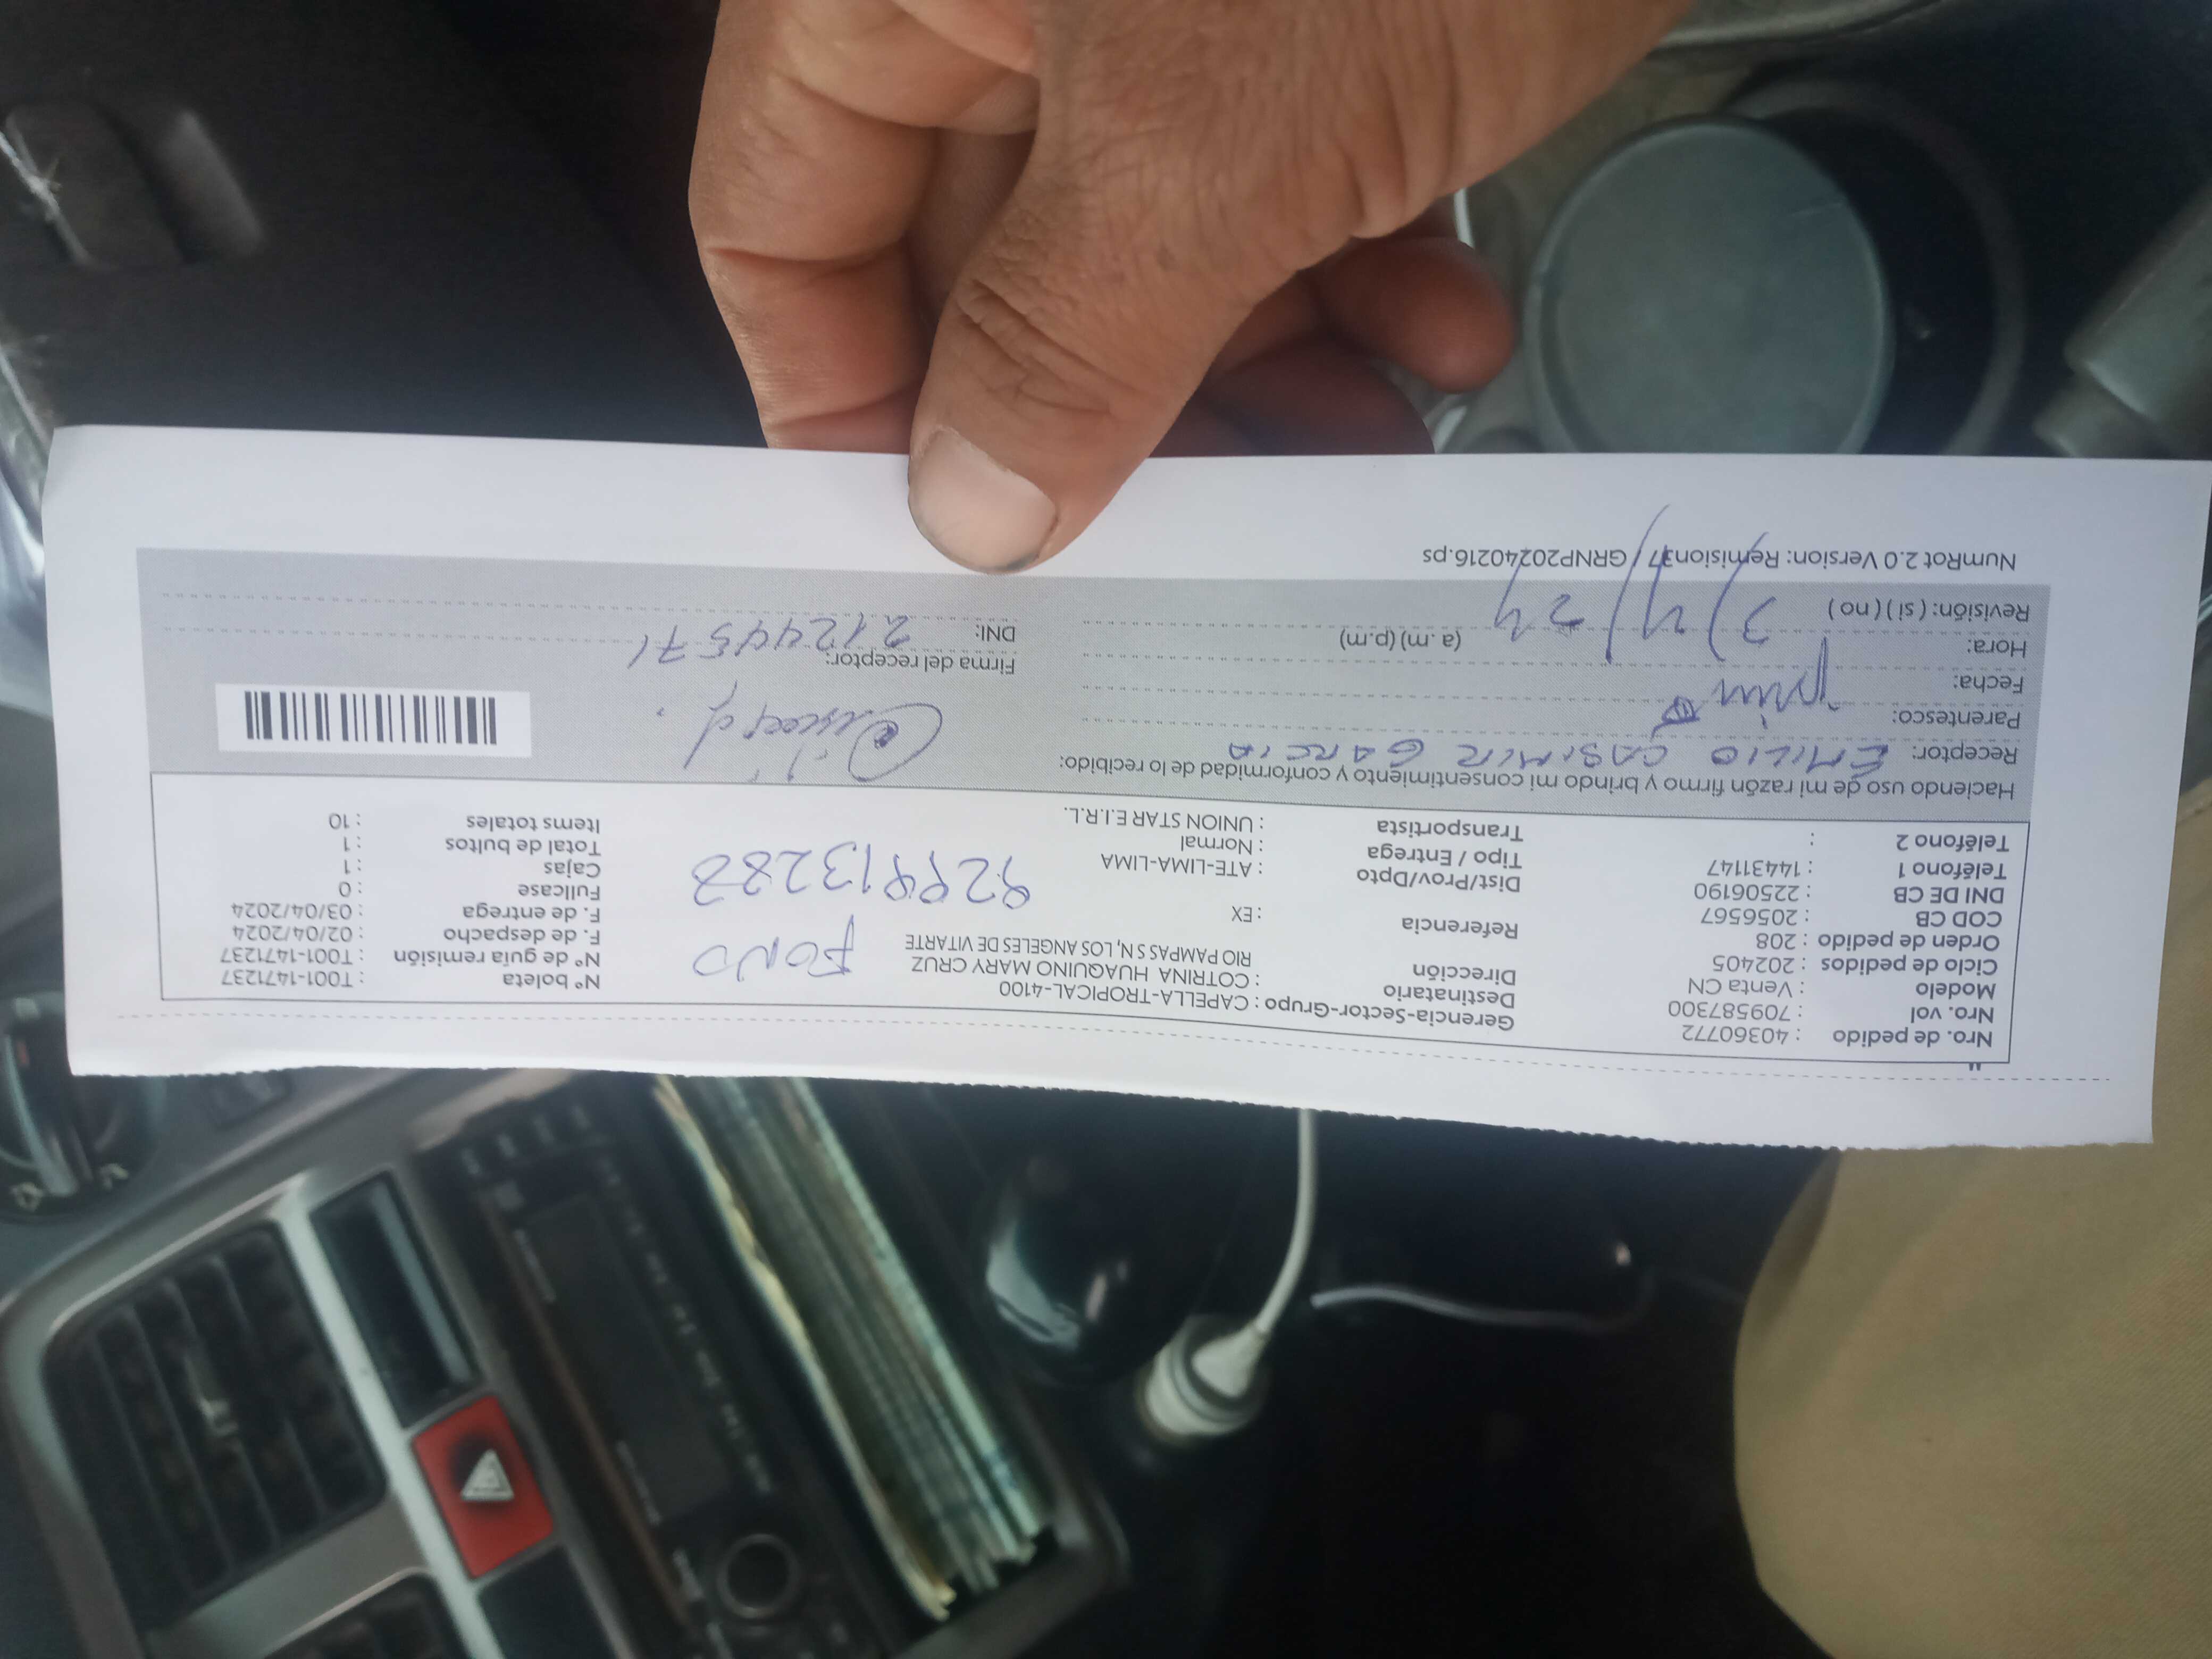 Nro. de pedido : 40360772
Nro. vol : 709587300
Modelo : Venta CN
Ciclo de pedidos : 202405
Orden de pedido : 208
COD CB : 2056567
DNI DE CB : 22506190
Teléfono 1 : 14431147
Teléfono 2 :
Gerencia-Sector-Grupo : CAPELLA-TROPICAL-4100
Destinatario : COTRINA HUAQUINO MARY CRUZ
Dirección
RIO PAMPAS S N, LOS ANGELES DE VITARTE
Referencia : EX
Dist/Prov/Dpto : ATE-LIMA-LIMA
Tipo / Entrega : Normal
Transportista : UNION STAR E.I.R.L.
FONO
Nº boleta : T001-1471237
Nº de guía remisión : T001-1471237
F. de despacho : 02/04/2024
F. de entrega : 03/04/2024
Fullcase : 0
Cajas : 1
Total de bultos : 1
Items totales : 10
Haciendo uso de mi razón firmo y brindo mi consentimiento y conformidad de lo recibido:
Receptor: EMILIO CASIMIR GARCIA
Parentesco:
Fecha:
Hora: (a.m) (p.m)
Revisión: ( si ) ( no )
3/4/24
Firma del receptor:
DNI: 21244571
NumRot 2.0 Version: Remision37 / GRNP20240216.ps